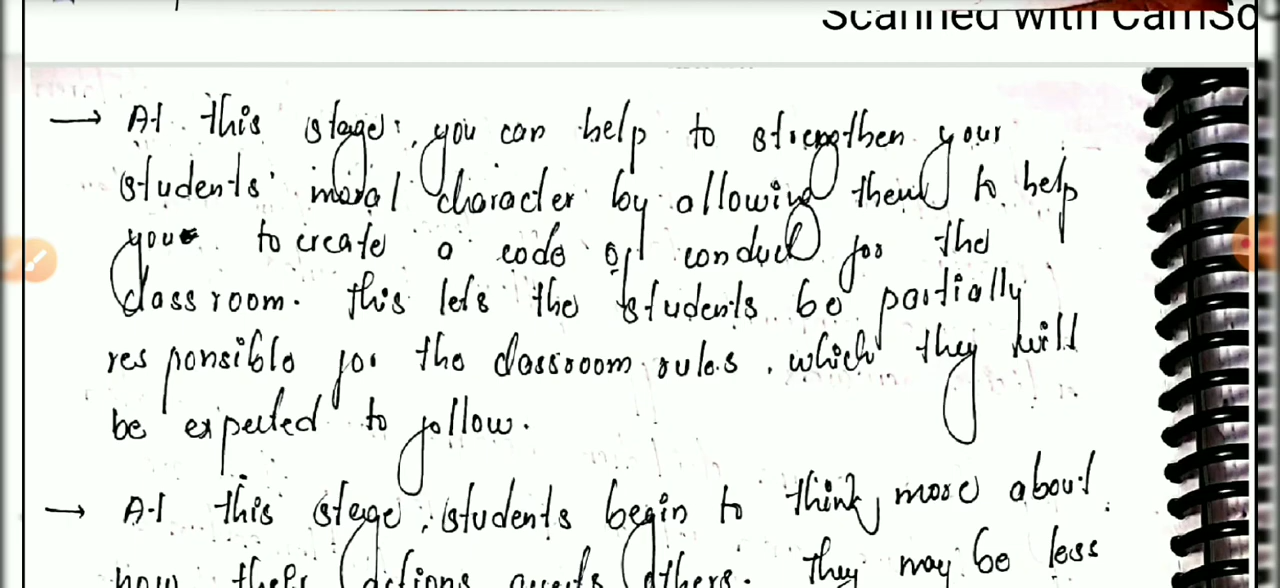 Scanned with CamSc
→ At this stage, you can help to strengthen your
students' moral character by allowing them to help
you to create a code of conduct for the
classroom. This lets the students be partially
responsible for the classroom rules, which they will
be expected to follow.
→ At this stage, students begin to think more about
how their actions affects others. They may be less